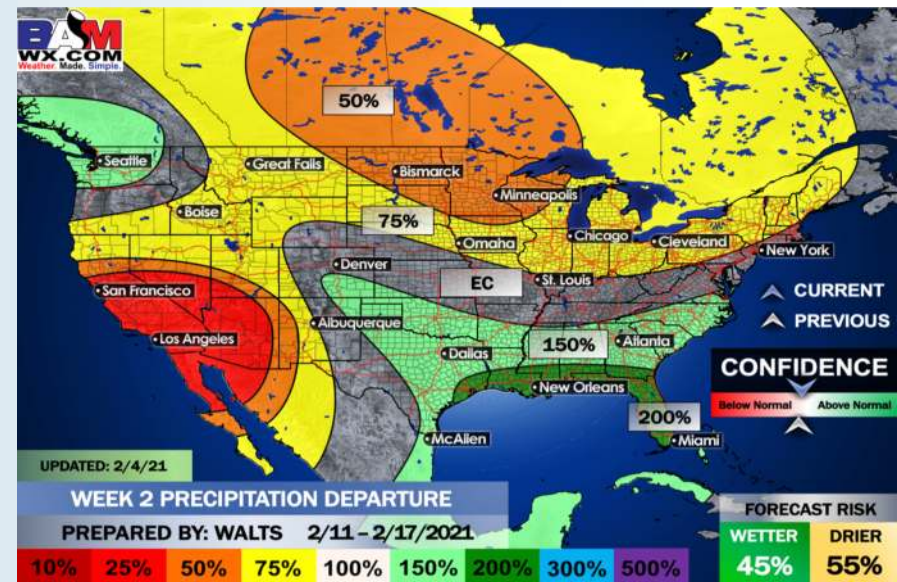 BAM
WX.COM
Weather. Made. Simple.
50%
Seattle
Great Falls
Bismarck
Minneapolis
Boise
75%
Omaha
Chicago
Cleveland
New York
Denver
EC
St. Louis
San Francisco
CURRENT
PREVIOUS
Los Angeles
Albuquerque
150%
Atlanta
Dallas
CONFIDENCE
New Orleans
Below Normal
Above Normal
200%
McAllen
Miami
UPDATED: 2/4/21
WEEK 2 PRECIPITATION DEPARTURE
PREPARED BY: WALTS 2/11 – 2/17/2021
FORECAST RISK
WETTER DRIER
45% 55%
10% 25% 50% 75% 100% 150% 200% 300% 500%